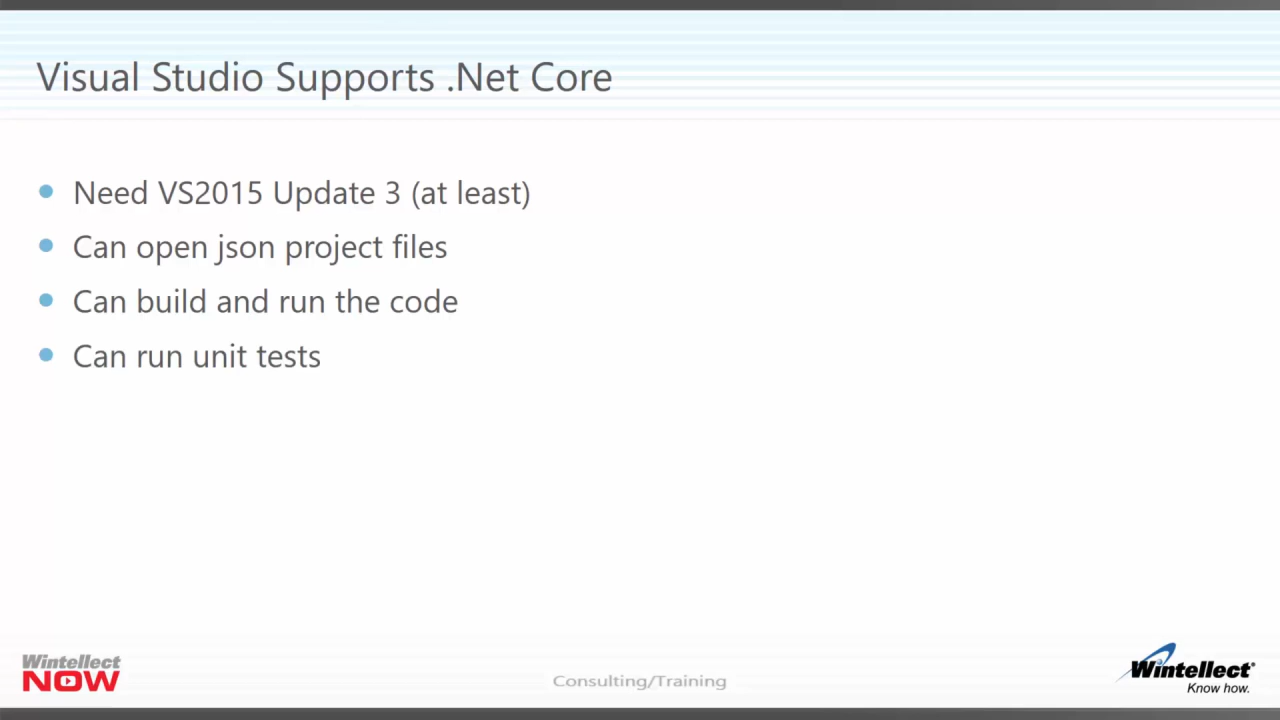 Visual Studio Supports .Net Core
Need VS2015 Update 3 (at least)
Can open json project files
Can build and run the code
Can run unit tests
Wintellect
NOW
Consulting/Training
Wintellect®
Know how.